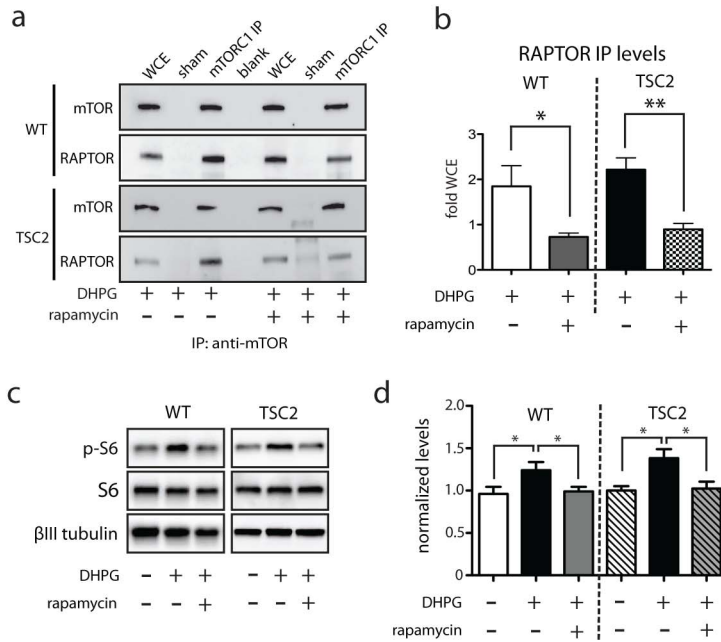 a
WCE sham mTORC1 IP blank WCE sham mTORC1 IP
WT
mTOR
RAPTOR
TSC2
mTOR
RAPTOR
DHPG + + + + + +
rapamycin – – – + + +
IP: anti-mTOR
b
RAPTOR IP levels
WT TSC2
* **
fold WCE
3
2
1
0
DHPG + + + +
rapamycin – + – +
c
WT TSC2
p-S6
S6
βIII tubulin
DHPG – + + – + +
rapamycin – – + – – +
d
WT TSC2
* * * *
normalized levels
2.0
1.5
1.0
0.5
0
DHPG – + + – + +
rapamycin – – + – – +